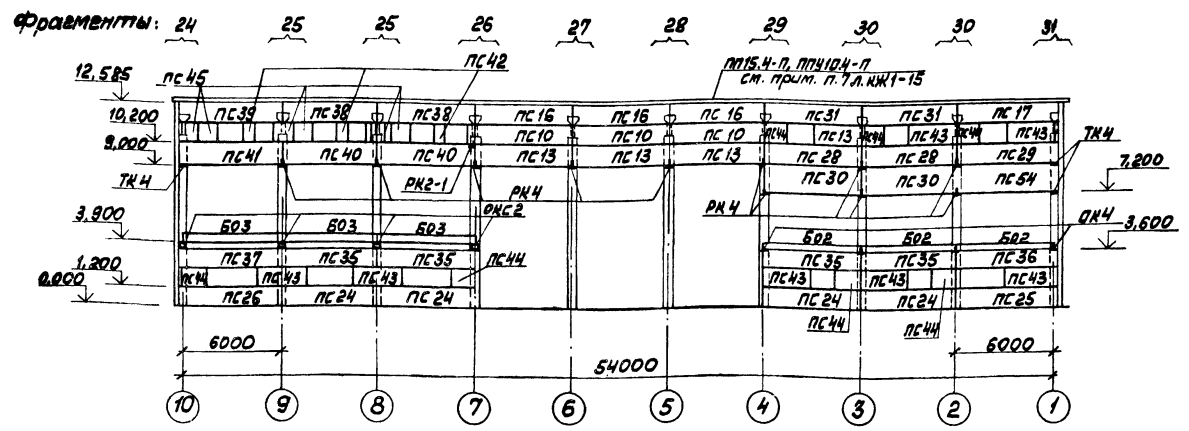 Фрагменты: 24 25 25 26 27 28 29 30 30 31
12,585 ПС45 ПС42 ПП15.4-П, ППУ10.4-П
см. прим. п. 7 л. КЖ1-15
10,200 ПС39 ПС38 ПС38 ПС16 ПС16 ПС16 ПС31 ПС31 ПС17
ПС10 ПС10 ПС10 ПС44 ПС13 ПС44 ПС43 ПС44 ПС43 ТК4
9,000 ПС41 ПС40 ПС40 ПС13 ПС13 ПС13 ПС28 ПС28 ПС29
ТК4 РК2-1 РК4 ПС30 ПС30 ПС54 7,200
ОКС2 РК4
3,900 БО3 БО3 БО3 БО2 БО2 БО2 ОК4 3,600
1,200 ПС37 ПС35 ПС35 ПС44 ПС35 ПС35 ПС36
0,000 ПС44 ПС43 ПС43 ПС43 ПС43 ПС43
ПС26 ПС24 ПС24 ПС24 ПС24 ПС25
ПС44 ПС44
6000 6000
54000
10 9 8 7 6 5 4 3 2 1